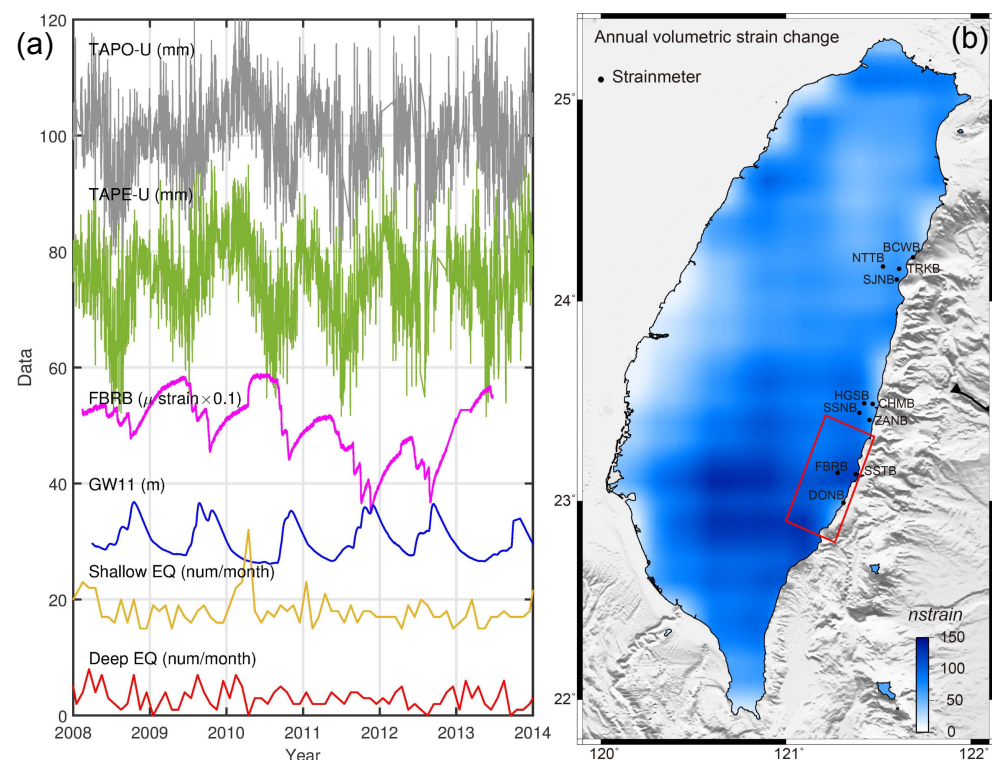 (a)
120
100
80
60
40
20
0
Data
TAPO-U (mm)
TAPE-U (mm)
FBRB (μ strain×0.1)
GW11 (m)
Shallow EQ (num/month)
Deep EQ (num/month)
2008 2009 2010 2011 2012 2013 2014
Year
(b)
Annual volumetric strain change
Strainmeter
25°
24°
23°
22°
BCWB
NTTB
TRKB
SJNB
HGSB
CHMB
SSNB
ZANB
FBRB
SSTB
DONB
nstrain
150
100
50
0
120° 121° 122°